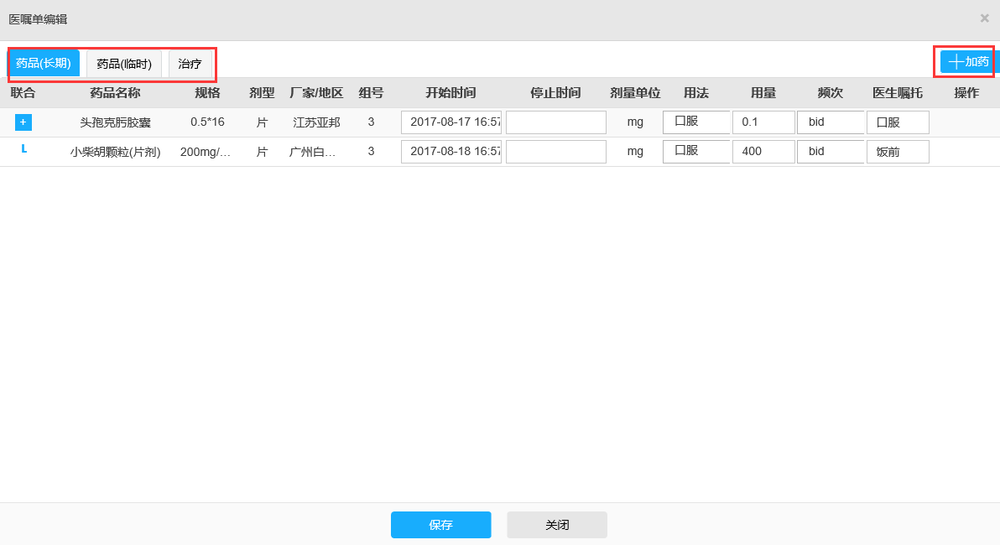 医嘱单编辑 ×
药品(长期) 药品(临时) 治疗 加药
联合 药品名称 规格 剂型 厂家/地区 组号 开始时间 停止时间 剂量单位 用法 用量 频次 医生嘱托 操作
+ 头孢克肟胶囊 0.5*16 片 江苏亚邦 3 2017-08-17 16:57 mg 口服 0.1 bid 口服
L 小柴胡颗粒(片剂) 200mg/... 片 广州白... 3 2017-08-18 16:57 mg 口服 400 bid 饭前
保存 关闭